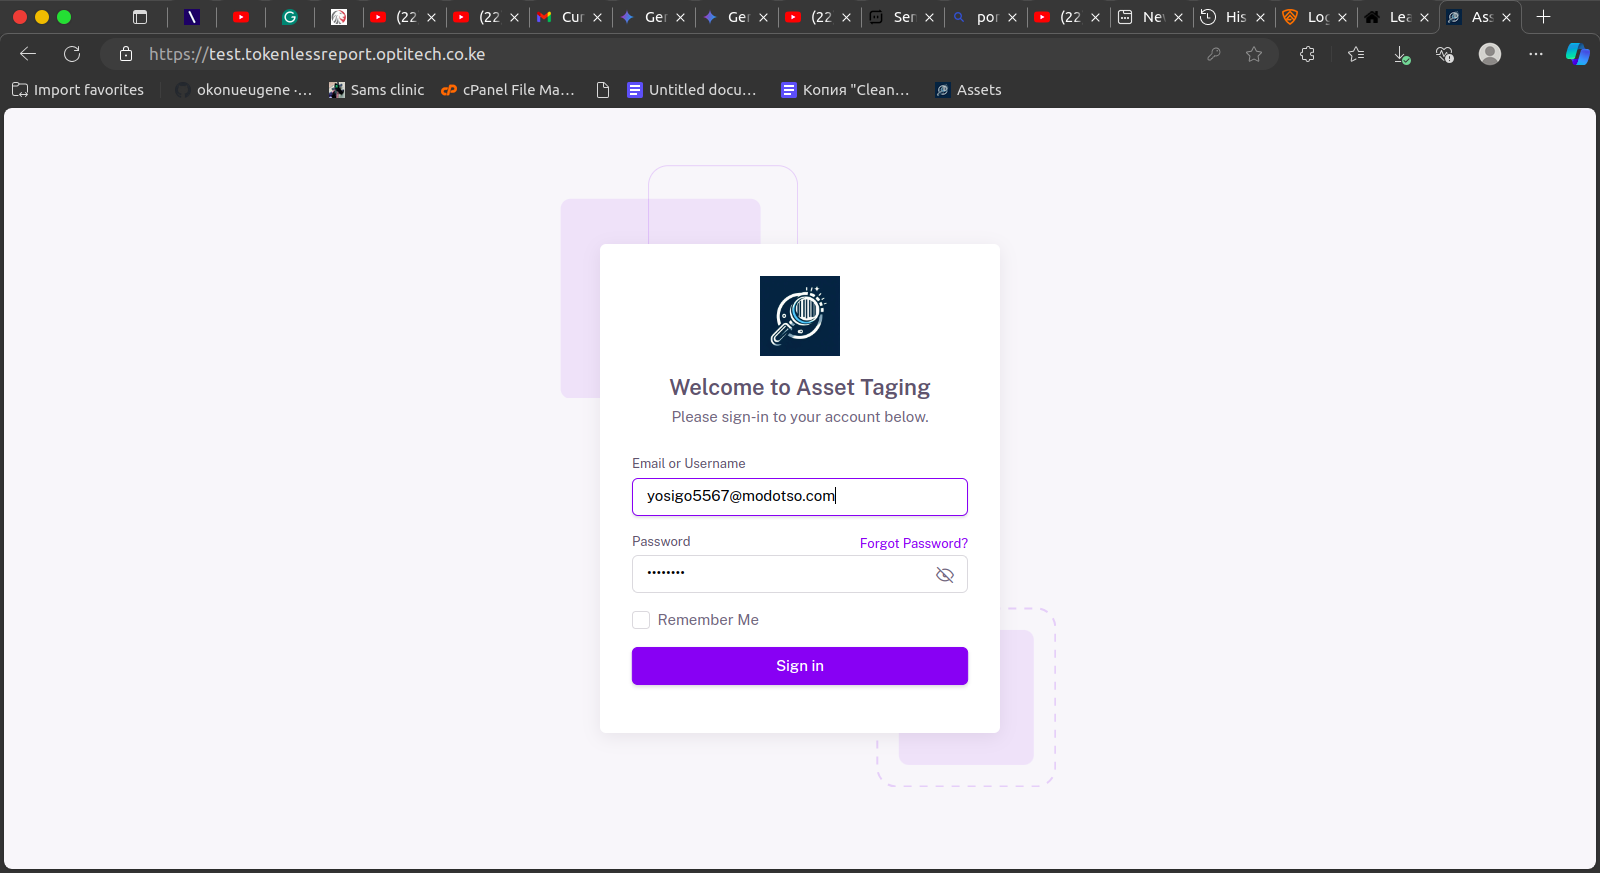 (22
(22
Cur
Ger
Ger
(22
Ser
por
(22
Nev
His
Log
Lea
Ass
https://test.tokenlessreport.optitech.co.ke
Import favorites
okonueugene -...
Sams clinic
cPanel File Ma...
Untitled docu...
Копия "Clean...
Assets
Welcome to Asset Taging
Please sign-in to your account below.
Email or Username
yosigo5567@modotso.com
Password
Forgot Password?
Remember Me
Sign in